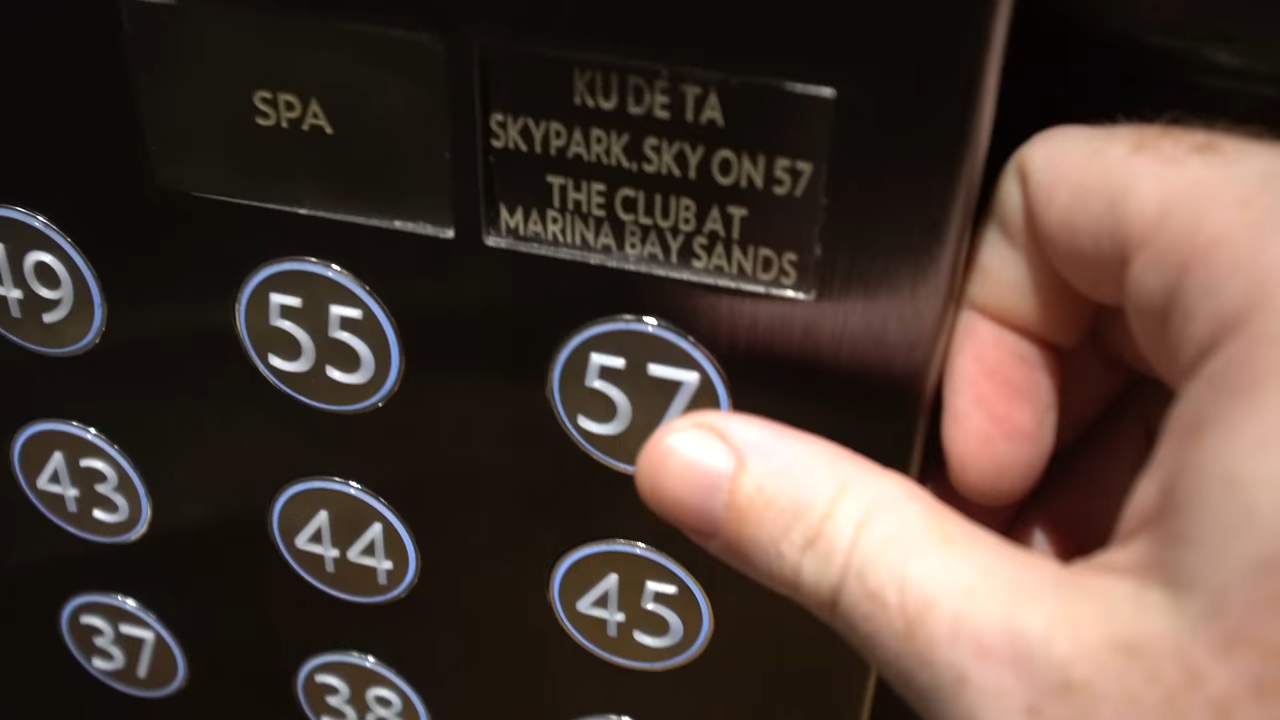 SPA
KU DÉ TA
SKYPARK, SKY ON 57
THE CLUB AT
MARINA BAY SANDS
49 55 57
43 44 45
37 38